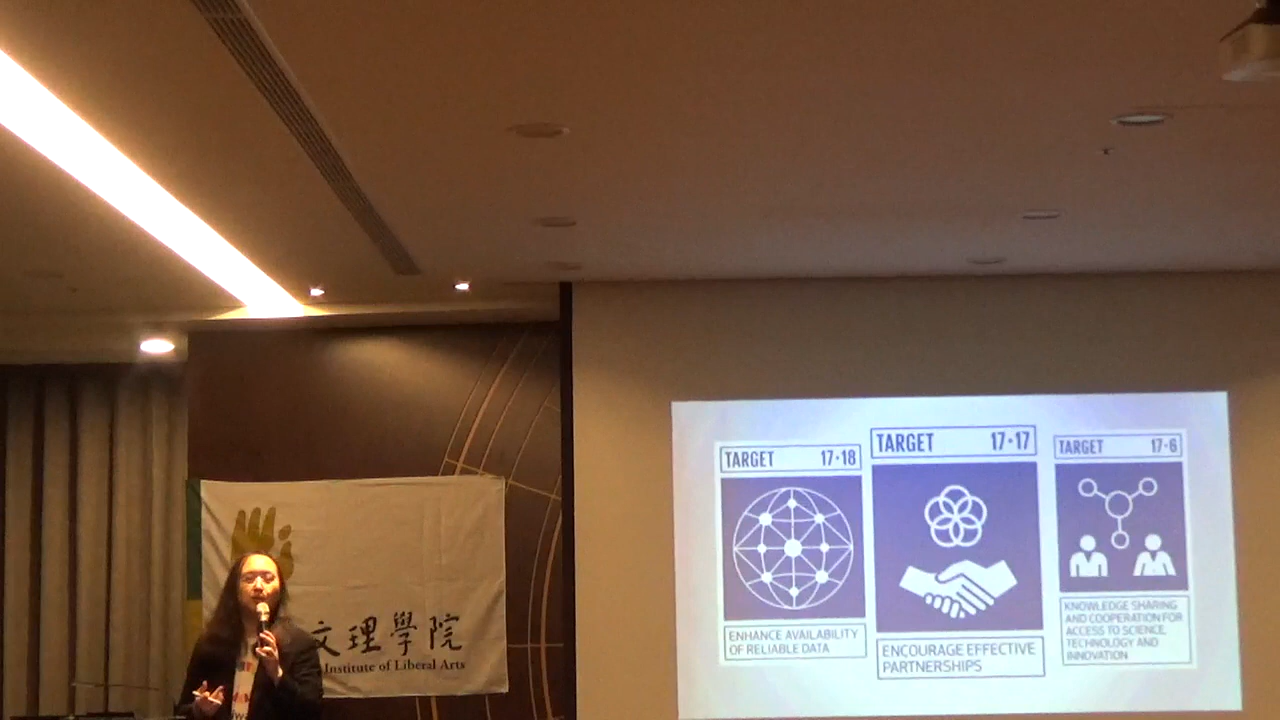 文理學院
Institute of Liberal Arts
TARGET 17·18
ENHANCE AVAILABILITY
OF RELIABLE DATA
TARGET 17·17
ENCOURAGE EFFECTIVE
PARTNERSHIPS
TARGET 17·6
KNOWLEDGE SHARING
AND COOPERATION FOR
ACCESS TO SCIENCE,
TECHNOLOGY AND
INNOVATION